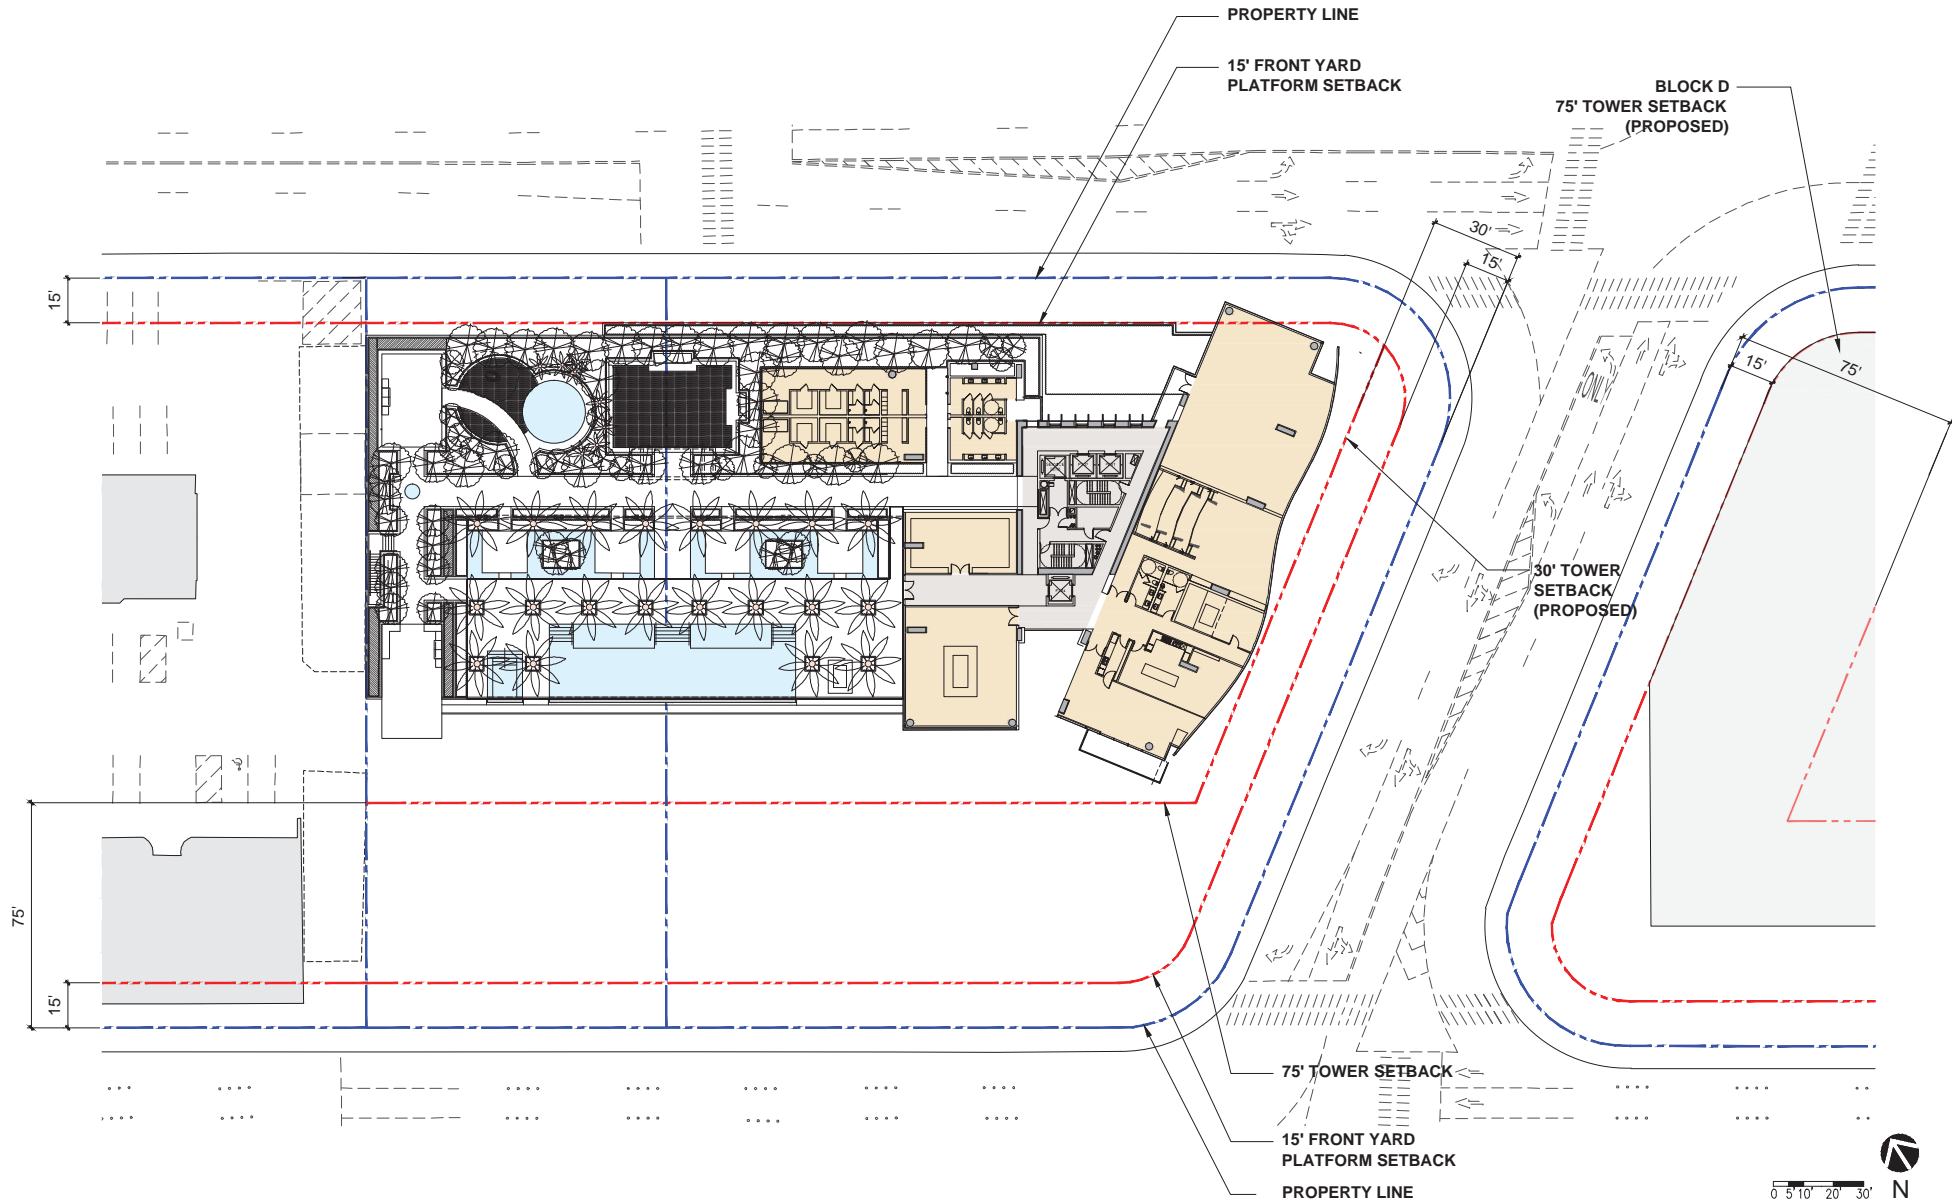 PROPERTY LINE
15' FRONT YARD
PLATFORM SETBACK
BLOCK D
75' TOWER SETBACK
(PROPOSED)
30'
15'
15'
15'
75'
ONLY
30' TOWER
SETBACK
(PROPOSED)
75'
15'
75' TOWER SETBACK
15' FRONT YARD
PLATFORM SETBACK
PROPERTY LINE
0 5' 10' 20' 30'
N